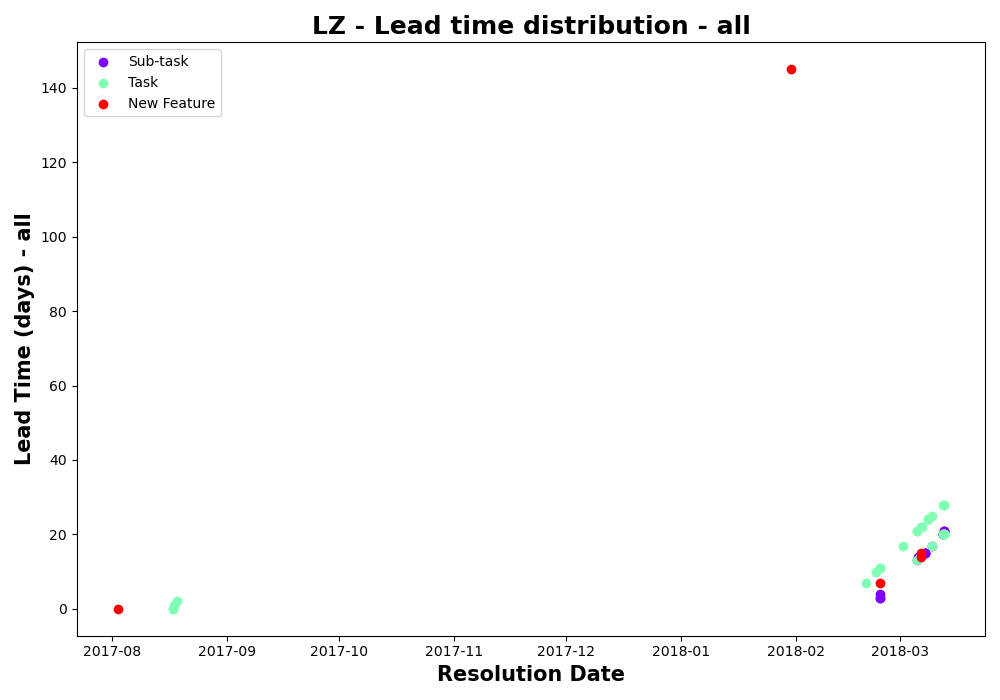 LZ - Lead time distribution - all
Sub-task
Task
New Feature
Lead Time (days) - all
140
120
100
80
60
40
20
0
2017-08 2017-09 2017-10 2017-11 2017-12 2018-01 2018-02 2018-03
Resolution Date